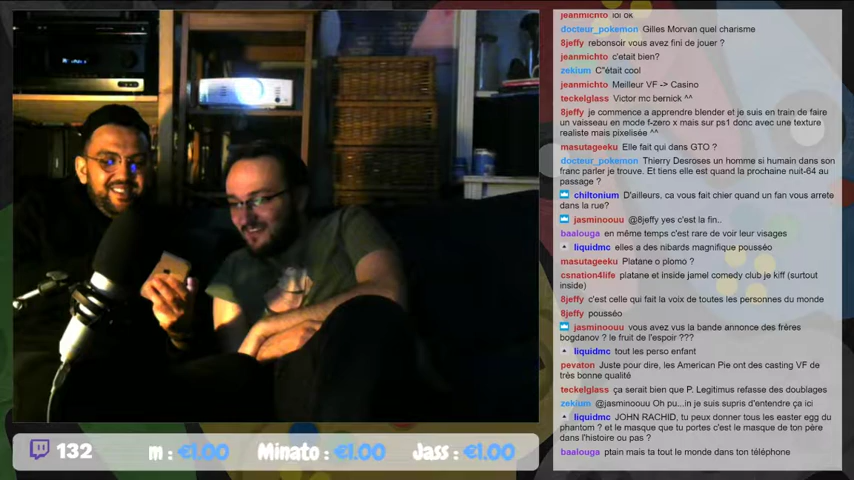 jeanmichto lol ok
docteur_pokemon Gilles Morvan quel charisme
8jeffy rebonsoir vous avez fini de jouer ?
jeanmichto c'etait bien?
zekium C"était cool
jeanmichto Meilleur VF -> Casino
teckelglass Victor mc bernick ^^
8jeffy je commence a apprendre blender et je suis en train de faire
un vaisseau en mode f-zero x mais sur ps1 donc avec une texture
realiste mais pixelisée ^^
masutageeku Elle fait qui dans GTO ?
docteur_pokemon Thierry Desroses un homme si humain dans son
franc parler je trouve. Et tiens elle est quand la prochaine nuit-64 au
passage ?
chiltonium D'ailleurs, ca vous fait chier quand un fan vous arrete
dans la rue?
jasminoouu @8jeffy yes c'est la fin..
baalouga en même temps c'est rare de voir leur visages
liquidmc elles a des nibards magnifique pousséo
masutageeku Platane o plomo ?
csnation4life platane et inside jamel comedy club je kiff (surtout
inside)
8jeffy c'est celle qui fait la voix de toutes les personnes du monde
8jeffy pousséo
jasminoouu vous avez vus la bande annonce des frères
bogdanov ? le fruit de l'espoir ???
liquidmc tout les perso enfant
pevaton Juste pour dire, les American Pie ont des casting VF de
très bonne qualité
teckelglass ça serait bien que P. Legitimus refasse des doublages
zekium @jasminoouu Oh pu...in je suis supris d'entendre ça ici
liquidmc JOHN RACHID, tu peux donner tous les easter egg du
phantom ? et le masque que tu portes c'est le masque de ton père
dans l'histoire ou pas ?
baalouga ptain mais ta tout le monde dans ton téléphone
132 m : €1.00 Minato : €1.00 Jass : €1.00